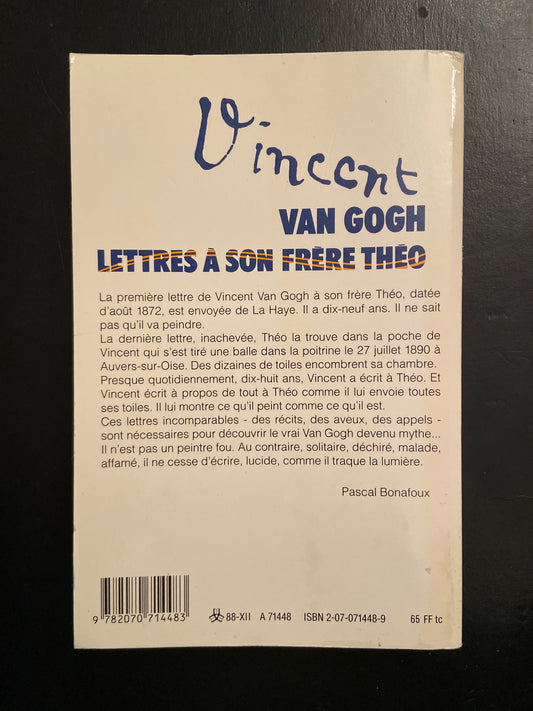 Vincent
VAN GOGH
LETTRES À SON FRÈRE THÉO
La première lettre de Vincent Van Gogh à son frère Théo, datée
d'août 1872, est envoyée de La Haye. Il a dix-neuf ans. Il ne sait
pas qu'il va peindre.
La dernière lettre, inachevée, Théo la trouve dans la poche de
Vincent qui s'est tiré une balle dans la poitrine le 27 juillet 1890 à
Auvers-sur-Oise. Des dizaines de toiles encombrent sa chambre.
Presque quotidiennement, dix-huit ans, Vincent a écrit à Théo. Et
Vincent écrit à propos de tout à Théo comme il lui envoie toutes
ses toiles. Il lui montre ce qu'il peint comme ce qu'il est.
Ces lettres incomparables - des récits, des aveux, des appels -
sont nécessaires pour découvrir le vrai Van Gogh devenu mythe...
Il n'est pas un peintre fou. Au contraire, solitaire, déchiré, malade,
affamé, il ne cesse d'écrire, lucide, comme il traque la lumière.
Pascal Bonafoux
9 782070 714483
88-XII A 71448 ISBN 2-07-071448-9 65 FF tc